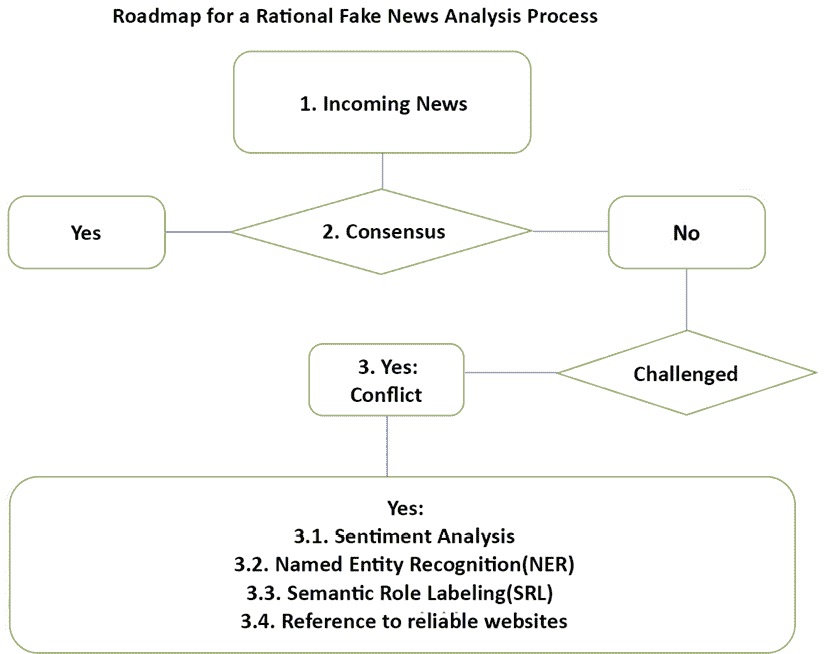 Roadmap for a Rational Fake News Analysis Process
1. Incoming News
Yes
2. Consensus
No
3. Yes:
Conflict
Challenged
Yes:
3.1. Sentiment Analysis
3.2. Named Entity Recognition(NER)
3.3. Semantic Role Labeling(SRL)
3.4. Reference to reliable websites